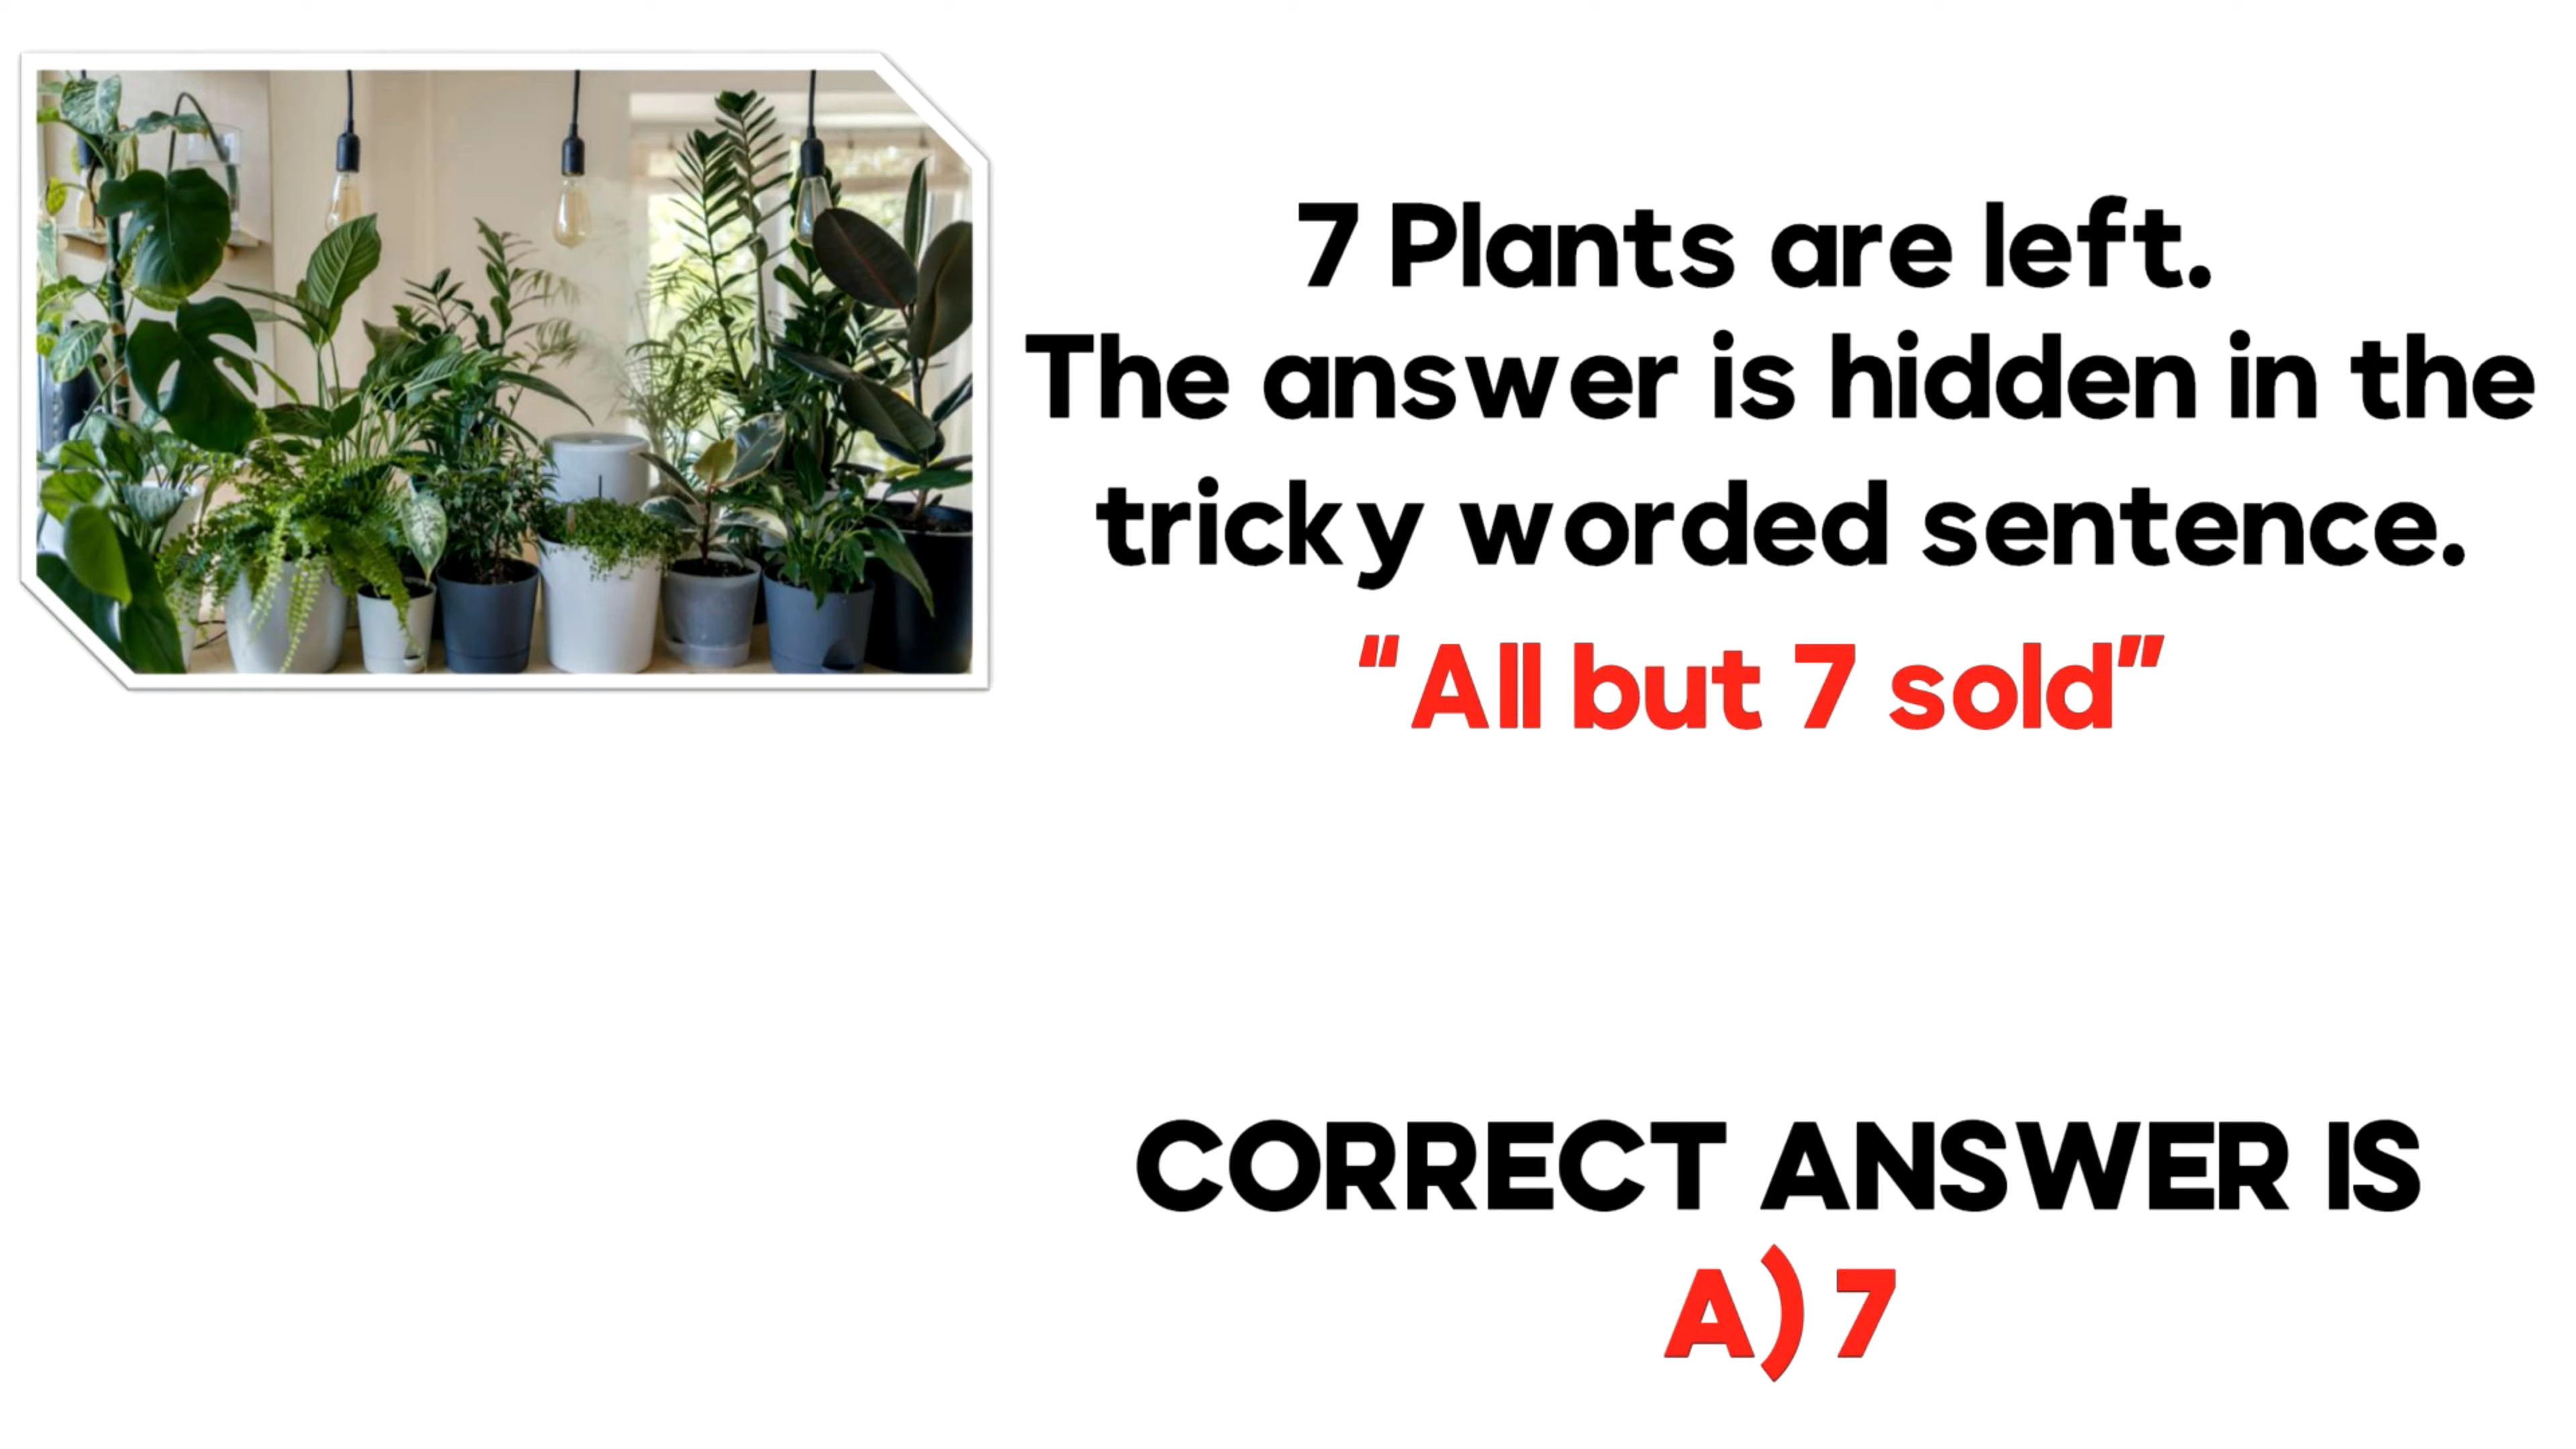 7 Plants are left.
The answer is hidden in the
tricky worded sentence.
"All but 7 sold"
CORRECT ANSWER IS
A) 7